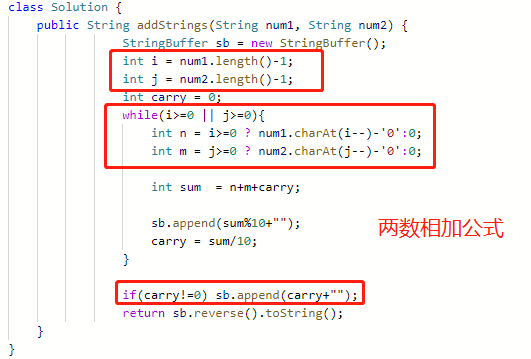 class Solution {
    public String addStrings(String num1, String num2) {
            StringBuffer sb = new StringBuffer();
            int i = num1.length()-1;
            int j = num2.length()-1;
            int carry = 0;
            while(i>=0 || j>=0){
                int n = i>=0 ? num1.charAt(i--)-'0':0;
                int m = j>=0 ? num2.charAt(j--)-'0':0;
                int sum  = n+m+carry;
                sb.append(sum%10+"");
                carry = sum/10;
两数相加公式
            }
            if(carry!=0) sb.append(carry+"");
            return sb.reverse().toString();
    }
}